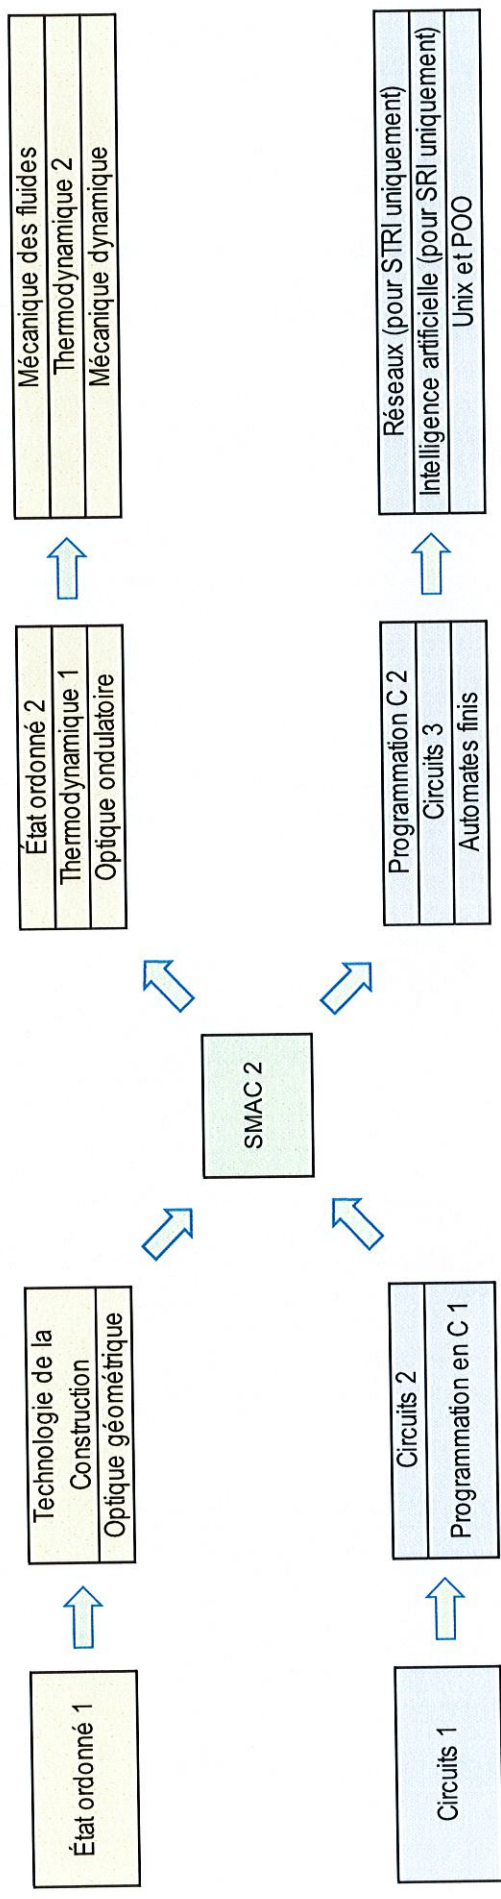 État ordonné 1
Technologie de la
Construction
Optique géométrique
État ordonné 2
Thermodynamique 1
Optique ondulatoire
Mécanique des fluides
Thermodynamique 2
Mécanique dynamique
SMAC 2
Circuits 1
Circuits 2
Programmation en C 1
Programmation C 2
Circuits 3
Automates finis
Réseaux (pour STRI uniquement)
Intelligence artificielle (pour SRI uniquement)
Unix et POO